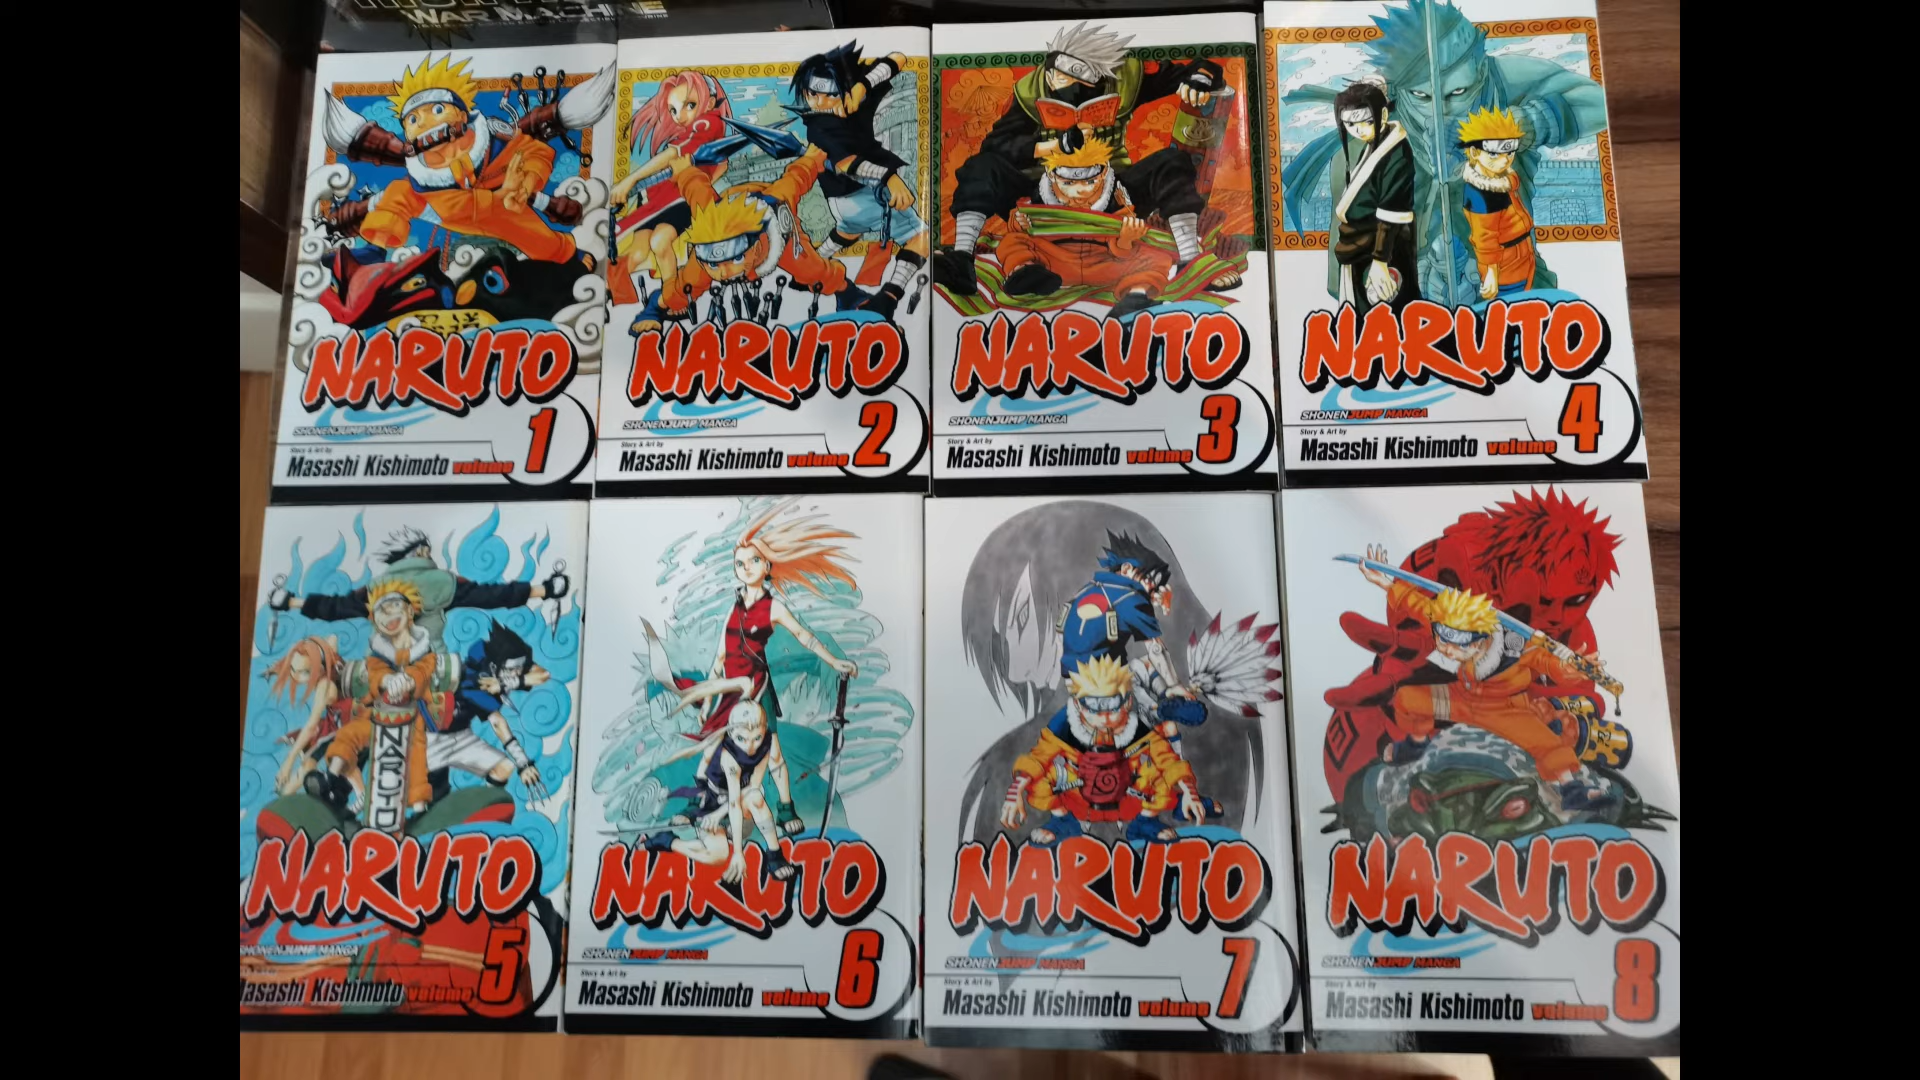 WAR MACHINE
NARUTO
SHONEN JUMP MANGA
Story & Art by
Masashi Kishimoto volume 1
NARUTO
SHONEN JUMP MANGA
Story & Art by
Masashi Kishimoto volume 2
NARUTO
SHONEN JUMP MANGA
Story & Art by
Masashi Kishimoto volume 3
NARUTO
SHONEN JUMP MANGA
Story & Art by
Masashi Kishimoto volume 4
NARUTO
NARUTO
SHONEN JUMP MANGA
Masashi Kishimoto volume 5
NARUTO
SHONEN JUMP MANGA
Story & Art by
Masashi Kishimoto volume 6
NARUTO
SHONEN JUMP MANGA
Story & Art by
Masashi Kishimoto volume 7
NARUTO
SHONEN JUMP MANGA
Story & Art by
Masashi Kishimoto volume 8